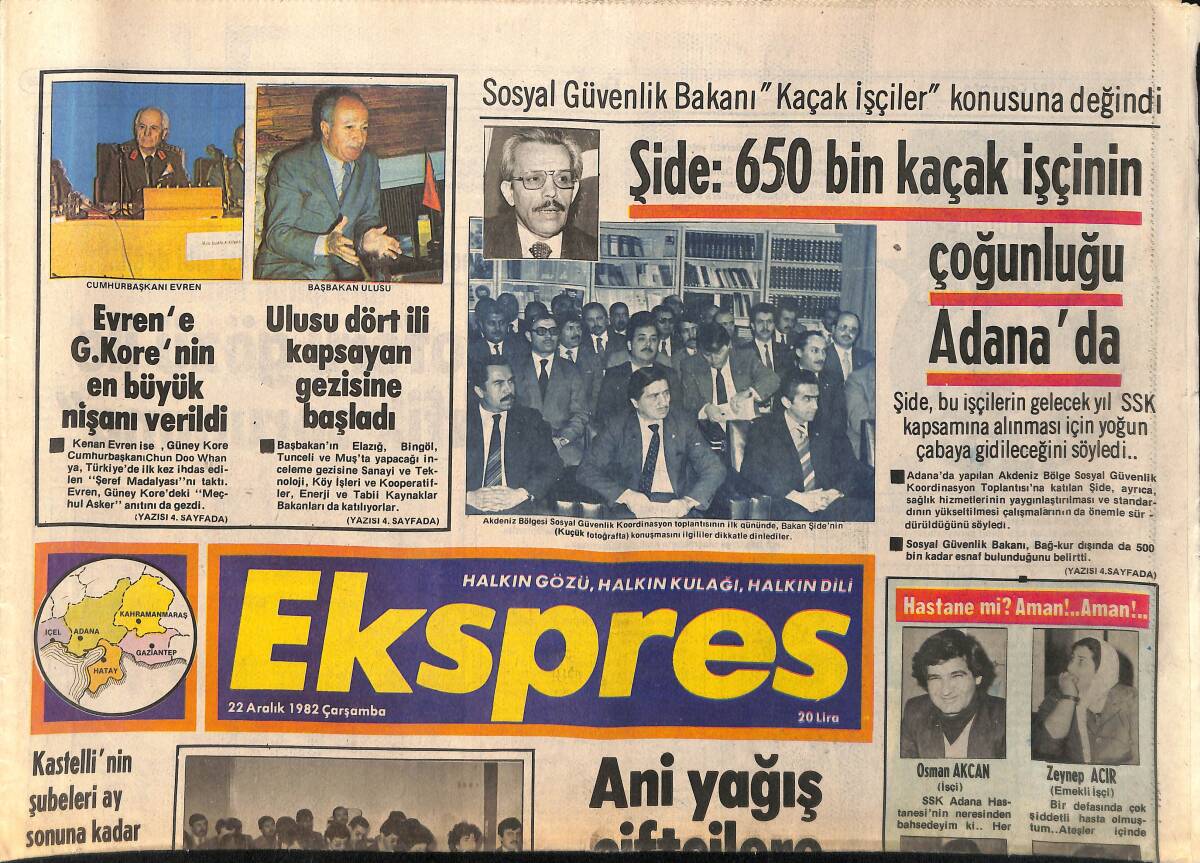 CUMHURBAŞKANI EVREN
BAŞBAKAN ULUSU
Evren'e
G.Kore'nin
en büyük
nişanı verildi
Kenan Evren ise , Güney Kore
CumhurbaşkanıChun Doo Whan
ya, Türkiye'de ilk kez ihdas edi-
len "Şeref Madalyası"nı taktı.
Evren, Güney Kore'deki "Meç-
hul Asker" anıtını da gezdi.
(YAZISI 4. SAYFADA)
Ulusu dört ili
kapsayan
gezisine
başladı
Başbakan'ın Elazığ, Bingöl,
Tunceli ve Muş'ta yapacağı in-
celeme gezisine Sanayi ve Tek-
noloji, Köy İşleri ve Kooperatif-
ler, Enerji ve Tabii Kaynaklar
Bakanları da katılıyorlar.
(YAZISI 4. SAYFADA)
Sosyal Güvenlik Bakanı "Kaçak İşçiler" konusuna değindi
Şide: 650 bin kaçak işçinin
çoğunluğu
Adana'da
Şide, bu işçilerin gelecek yıl SSK
kapsamına alınması için yoğun
çabaya gidileceğini söyledi..
Adana'da yapılan Akdeniz Bölge Sosyal Güvenlik
Koordinasyon Toplantısı'na katılan Şide, ayrıca,
sağlık hizmetlerinin yaygınlaştırılması ve standar-
dının yükseltilmesi çalışmalarının da önemle sür -
dürüldüğünü söyledi.
Sosyal Güvenlik Bakanı, Bağ-kur dışında da 500
bin kadar esnaf bulunduğunu belirtti.
(YAZISI 4.SAYFADA)
Akdeniz Bölgesi Sosyal Güvenlik Koordinasyon toplantısının ilk gününde, Bakan Şide'nin
(Kuçük fotoğrafta) konuşmasını ilgililer dikkatle dinlediler.
KAHRAMANMARAŞ
İÇEL
ADANA
GAZİANTEP
HATAY
HALKIN GÖZÜ, HALKIN KULAĞI, HALKIN DİLİ
Ekspres
22 Aralık 1982 Çarşamba
20 Lira
Hastane mi? Aman!..Aman!...
Osman AKCAN
(İşçi)
SSK Adana Has-
tanesi'nin neresinden
bahsedeyim ki.. Her
Zeynep ACIR
(Emekli İşçi)
Bir defasında çok
şiddetli hasta olmuş-
tum..Ateşler içinde
Kastelli'nin
şubeleri ay
sonuna kadar
Ani yağış
çiftçilere